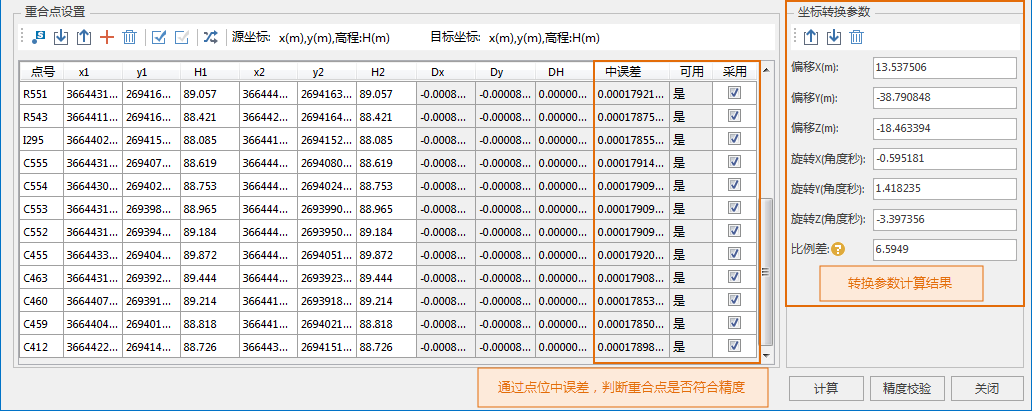 重合点设置
源坐标: x(m),y(m),高程:H(m) 目标坐标: x(m),y(m),高程:H(m)
点号 x1 y1 H1 x2 y2 H2 Dx Dy DH 中误差 可用 采用
R551 3664431... 269416... 89.057 366444... 2694163... 89.057 -0.0008... -0.00008... 0.00000... 0.00017921... 是
R543 3664411... 269416... 88.421 366442... 2694164... 88.421 -0.0008... -0.00008... 0.00000... 0.00017875... 是
I295 3664402... 269415... 88.085 366441... 2694152... 88.085 -0.0008... -0.00008... 0.00000... 0.00017855... 是
C555 3664431... 269407... 88.619 366444... 2694080... 88.619 -0.0008... -0.00008... 0.00000... 0.00017914... 是
C554 3664430... 269402... 88.753 366444... 2694024... 88.753 -0.0008... -0.00008... 0.00000... 0.00017909... 是
C553 3664431... 269398... 88.965 366444... 2693990... 88.965 -0.0008... -0.00008... 0.00000... 0.00017909... 是
C552 3664431... 269394... 89.184 366444... 2693950... 89.184 -0.0008... -0.00008... 0.00000... 0.00017909... 是
C455 3664433... 269404... 89.872 366444... 2694051... 89.872 -0.0008... -0.00008... 0.00000... 0.00017920... 是
C463 3664431... 269392... 89.444 366444... 2693923... 89.444 -0.0008... -0.00008... 0.00000... 0.00017908... 是
C460 3664407... 269391... 89.214 366441... 2693918... 89.214 -0.0008... -0.00008... 0.00000... 0.00017853... 是
C459 3664404... 269401... 88.818 366441... 2694021... 88.818 -0.0008... -0.00008... 0.00000... 0.00017850... 是
C412 3664422... 269414... 88.726 366443... 2694151... 88.726 -0.0008... -0.00008... 0.00000... 0.00017898... 是
通过点位中误差，判断重合点是否符合精度
坐标转换参数
偏移X(m): 13.537506
偏移Y(m): -38.790848
偏移Z(m): -18.463394
旋转X(角度秒): -0.595181
旋转Y(角度秒): 1.418235
旋转Z(角度秒): -3.397356
比例差: ? 6.5949
转换参数计算结果
计算 精度校验 关闭